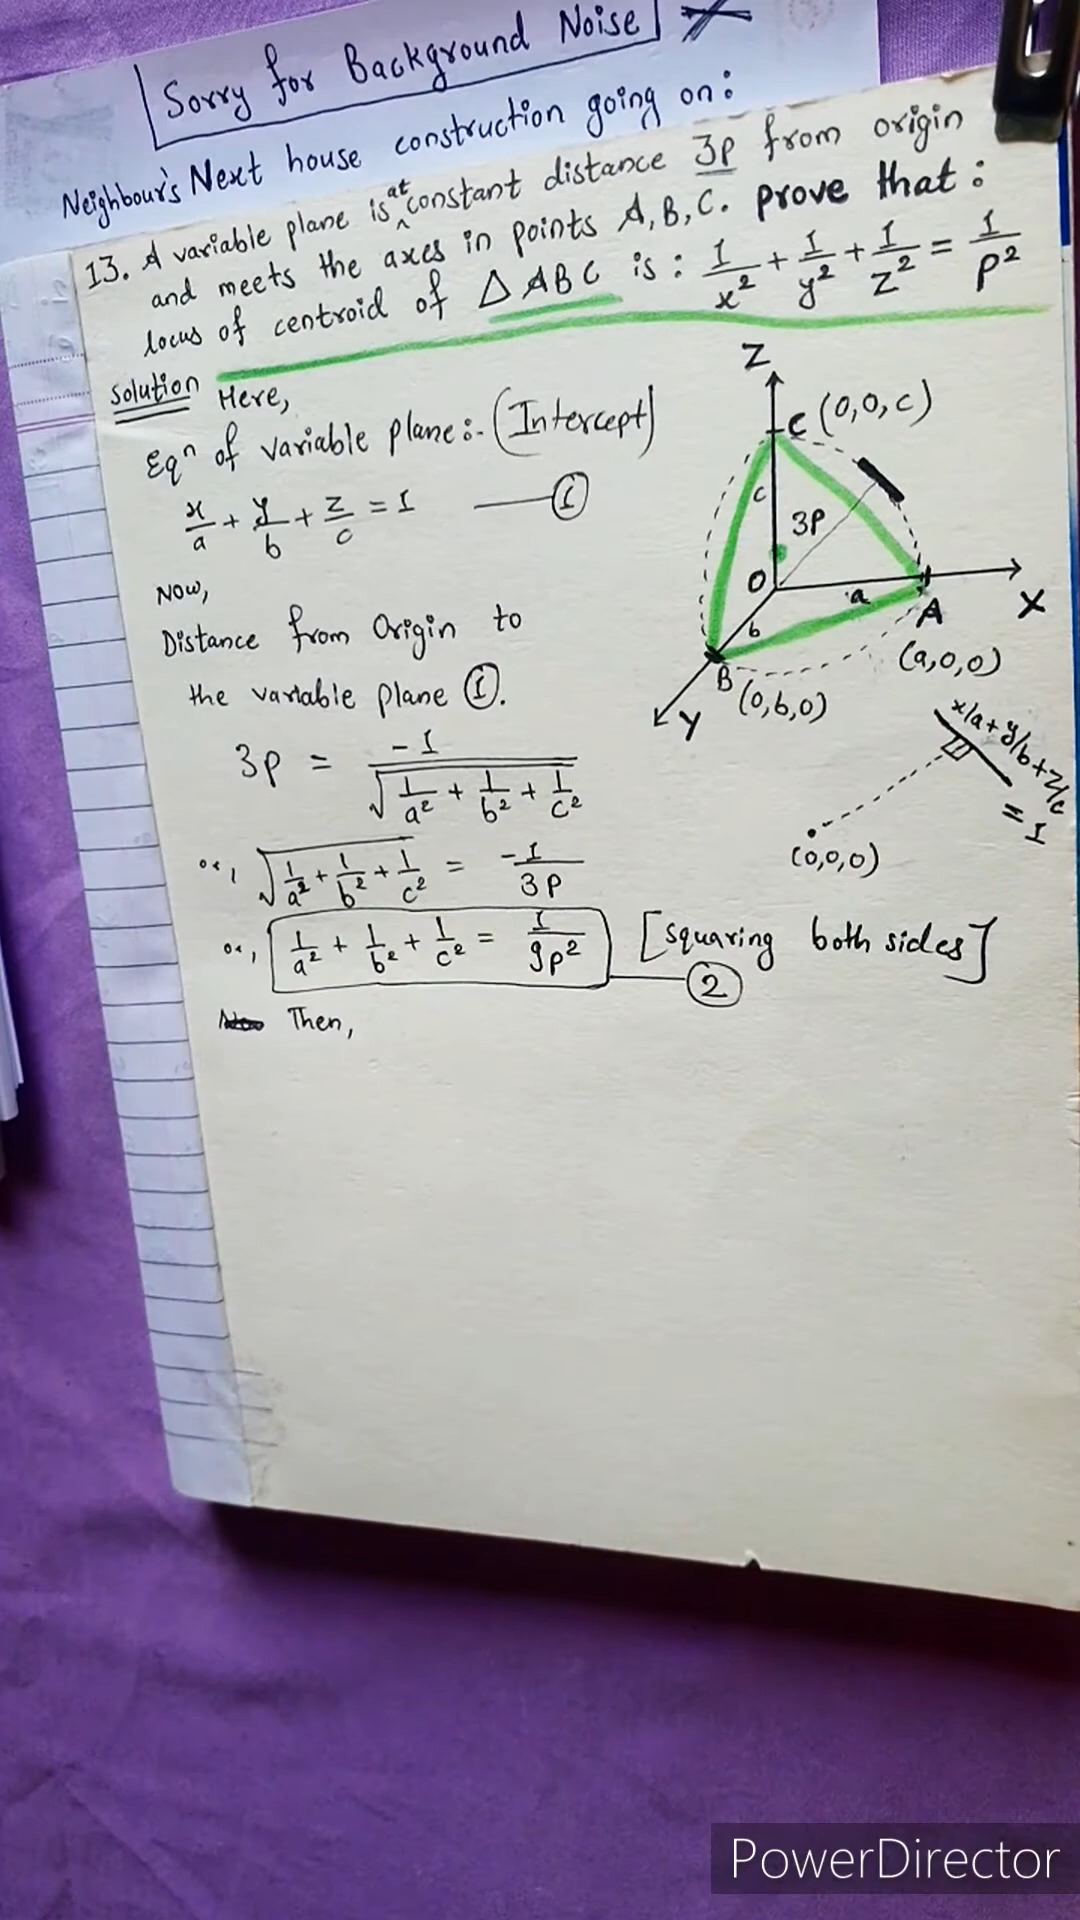 Sorry for Background Noise
Neighbour's Next house construction going on:
13. A variable plane is at constant distance 3p from origin
and meets the axes in points A, B, C. prove that:
locus of centroid of △ABC is: 1/x² + 1/y² + 1/z² = 1/p²
Solution Here,
Eqⁿ of variable plane:- (Intercept)
x/a + y/b + z/c = 1 —— ①
Now,
Distance from Origin to
the variable plane ①.
3p = -1/√(1/a² + 1/b² + 1/c²)
or, √(1/a² + 1/b² + 1/c²) = -1/3p
or, 1/a² + 1/b² + 1/c² = 1/9p² [squaring both sides]
②
Then,
Z
C (0,0,c)
c
3p
O
a
X
A
(a,0,0)
b
B (0,b,0)
Y
x/a + y/b + z/c
= 1
(0,0,0)
PowerDirector